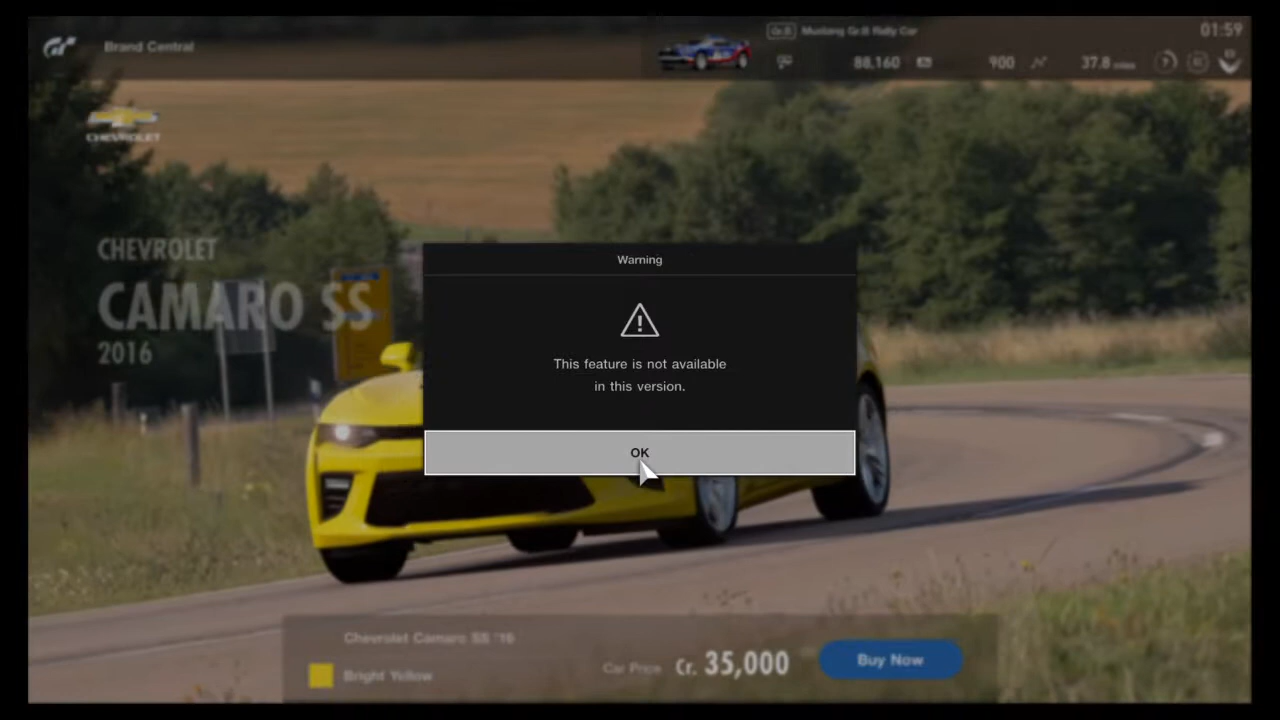 Brand Central
Gr.B Mustang Gr.B Rally Car
01:59
88,160
900
37.8 miles
CHEVROLET
CHEVROLET
CAMARO SS
2016
Warning
This feature is not available
in this version.
OK
Chevrolet Camaro SS '16
Bright Yellow
Car Price Cr. 35,000
Buy Now